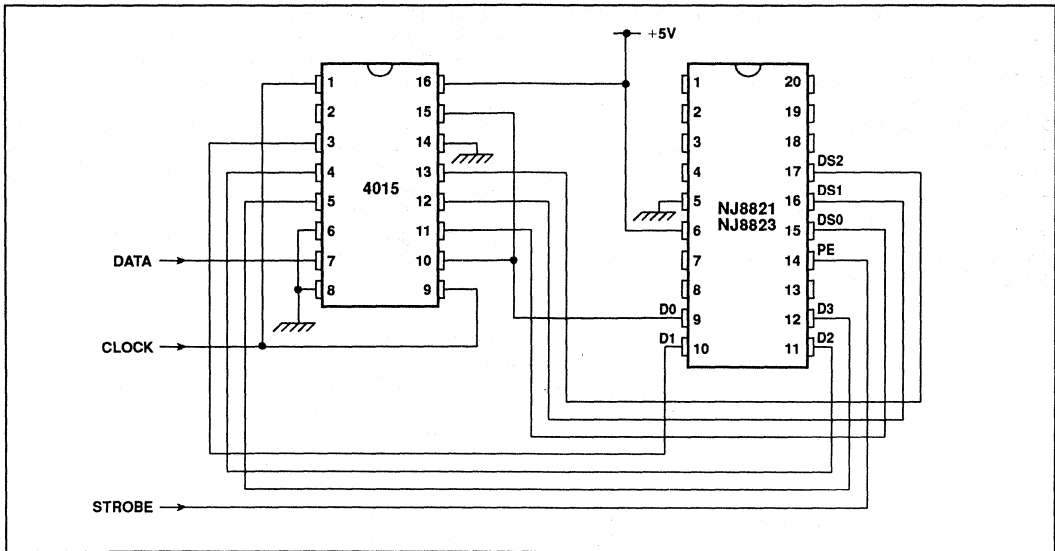 +5V
1 16
2 15
3 14
4 13
5 12
6 11
7 10
8 9
4015
1 20
2 19
3 18
4 17 DS2
5 16 DS1
6 15 DS0
7 14 PE
8 13
D0 9 12 D3
D1 10 11 D2
NJ8821
NJ8823
DATA
CLOCK
STROBE